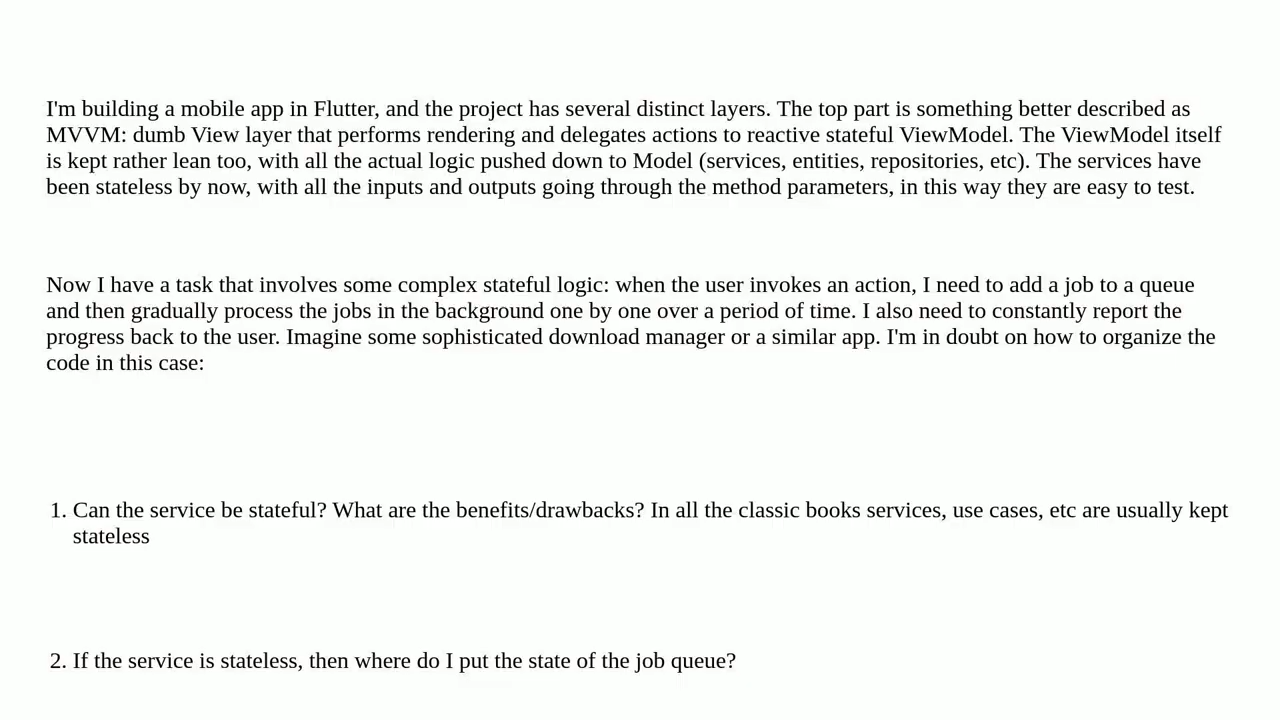 I'm building a mobile app in Flutter, and the project has several distinct layers. The top part is something better described as
MVVM: dumb View layer that performs rendering and delegates actions to reactive stateful ViewModel. The ViewModel itself
is kept rather lean too, with all the actual logic pushed down to Model (services, entities, repositories, etc). The services have
been stateless by now, with all the inputs and outputs going through the method parameters, in this way they are easy to test.
Now I have a task that involves some complex stateful logic: when the user invokes an action, I need to add a job to a queue
and then gradually process the jobs in the background one by one over a period of time. I also need to constantly report the
progress back to the user. Imagine some sophisticated download manager or a similar app. I'm in doubt on how to organize the
code in this case:
1. Can the service be stateful? What are the benefits/drawbacks? In all the classic books services, use cases, etc are usually kept
stateless
2. If the service is stateless, then where do I put the state of the job queue?